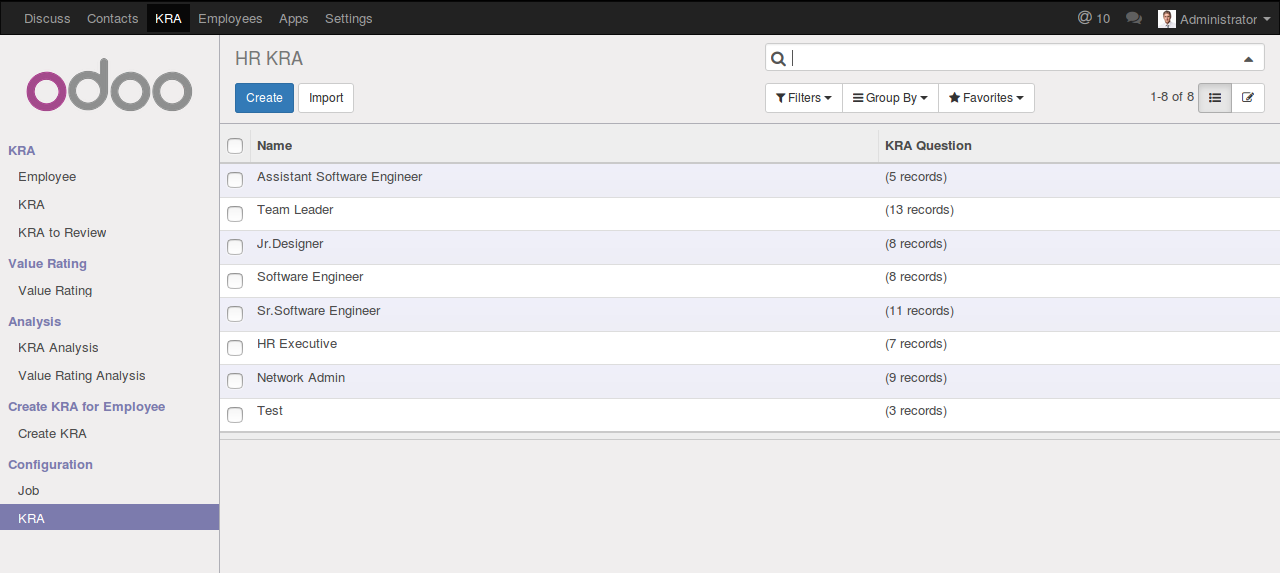 Discuss Contacts KRA Employees Apps Settings @ 10 Administrator
odoo
HR KRA
Create Import Filters Group By Favorites 1-8 of 8
KRA
Employee
KRA
KRA to Review
Value Rating
Value Rating
Analysis
KRA Analysis
Value Rating Analysis
Create KRA for Employee
Create KRA
Configuration
Job
KRA
Name KRA Question
Assistant Software Engineer (5 records)
Team Leader (13 records)
Jr.Designer (8 records)
Software Engineer (8 records)
Sr.Software Engineer (11 records)
HR Executive (7 records)
Network Admin (9 records)
Test (3 records)